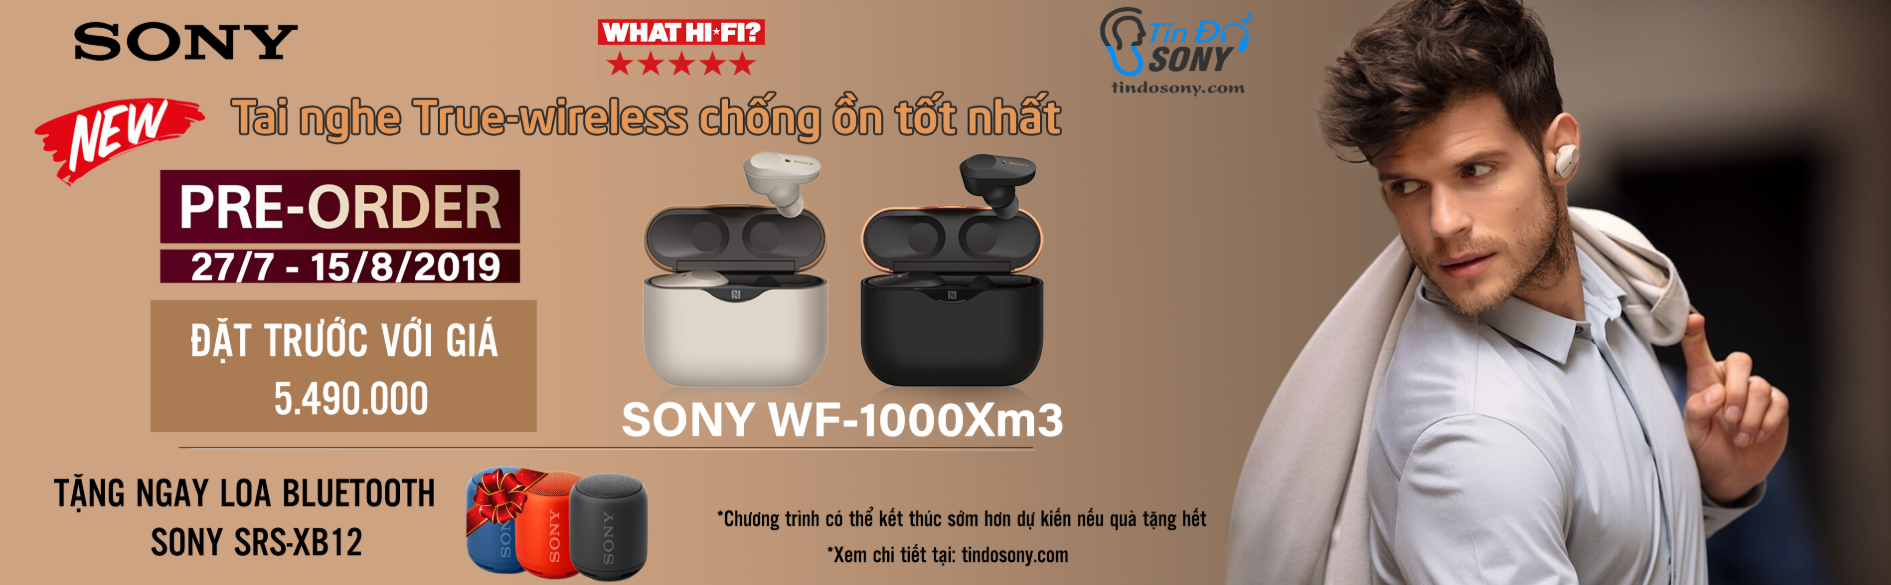 SONY
WHAT HI★FI?
★★★★★
Tín Đồ
SONY
tindosony.com
NEW
Tai nghe True-wireless chống ồn tốt nhất
PRE-ORDER
27/7 - 15/8/2019
ĐẶT TRƯỚC VỚI GIÁ
5.490.000
SONY WF-1000Xm3
TẶNG NGAY LOA BLUETOOTH
SONY SRS-XB12
SONY
SONY
SONY
*Chương trình có thể kết thúc sớm hơn dự kiến nếu quà tặng hết
*Xem chi tiết tại: tindosony.com